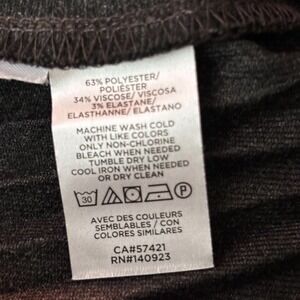 63% POLYESTER/
POLIÉSTER
34% VISCOSE/ VISCOSA
3% ELASTANE/
ELASTHANNE/ ELASTANO
MACHINE WASH COLD
WITH LIKE COLORS
ONLY NON-CHLORINE
BLEACH WHEN NEEDED
TUMBLE DRY LOW
COOL IRON WHEN NEEDED
OR DRY CLEAN
30 P
AVEC DES COULEURS
SEMBLABLES / CON
COLORES SIMILARES
CA#57421
RN#140923